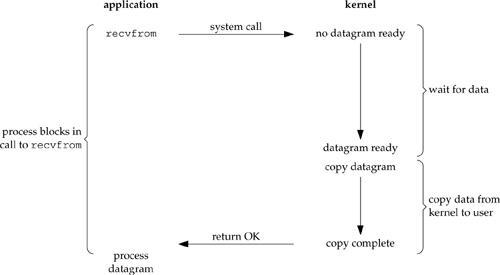 application
kernel
recvfrom
system call
no datagram ready
wait for data
process blocks in
call to recvfrom
datagram ready
copy datagram
copy data from
kernel to user
return OK
copy complete
process
datagram